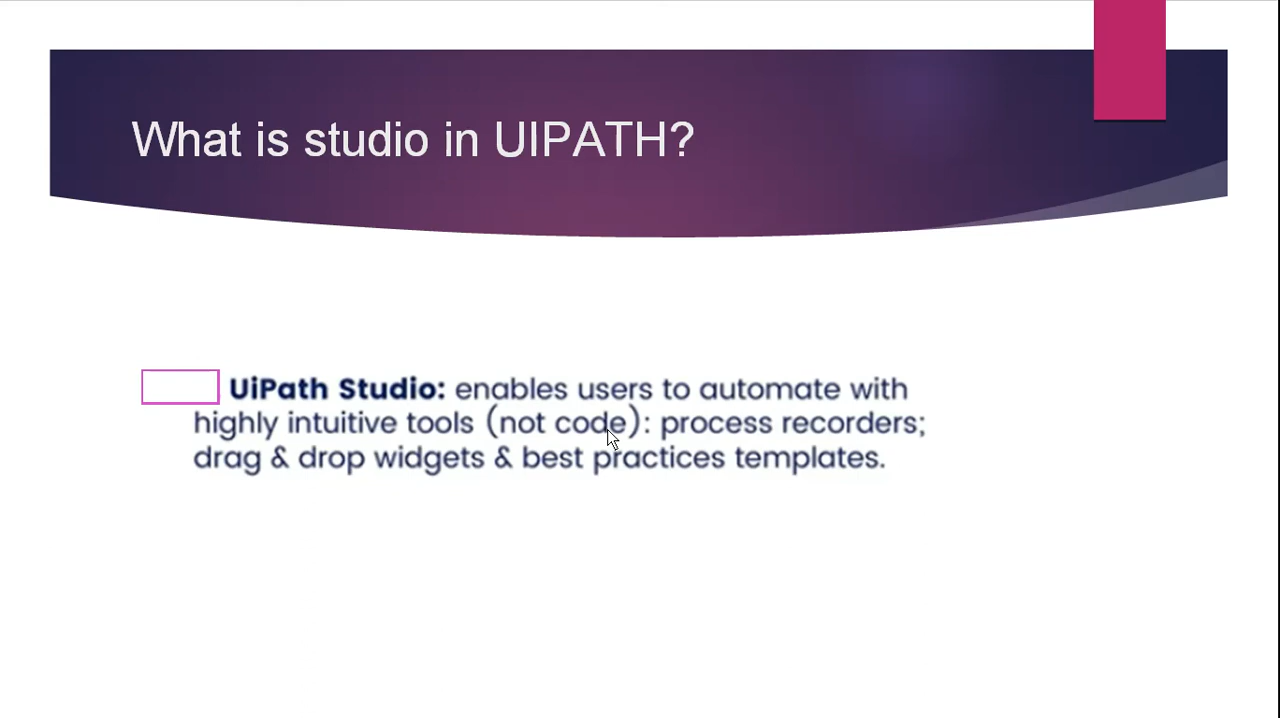 What is studio in UIPATH?
UiPath Studio: enables users to automate with
highly intuitive tools (not code): process recorders;
drag & drop widgets & best practices templates.